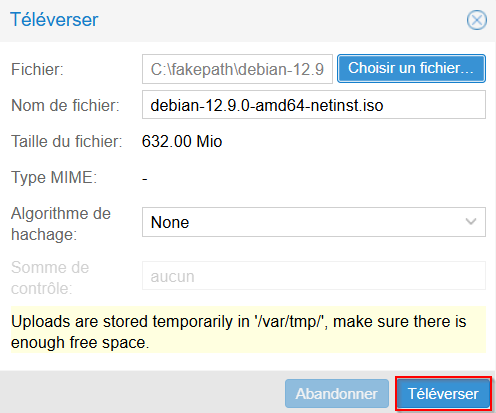 Téléverser
Fichier: C:\fakepath\debian-12.9 Choisir un fichier...
Nom de fichier: debian-12.9.0-amd64-netinst.iso
Taille du fichier: 632.00 Mio
Type MIME: -
Algorithme de
hachage: None
Somme de
contrôle: aucun
Uploads are stored temporarily in '/var/tmp/', make sure there is
enough free space.
Abandonner Téléverser